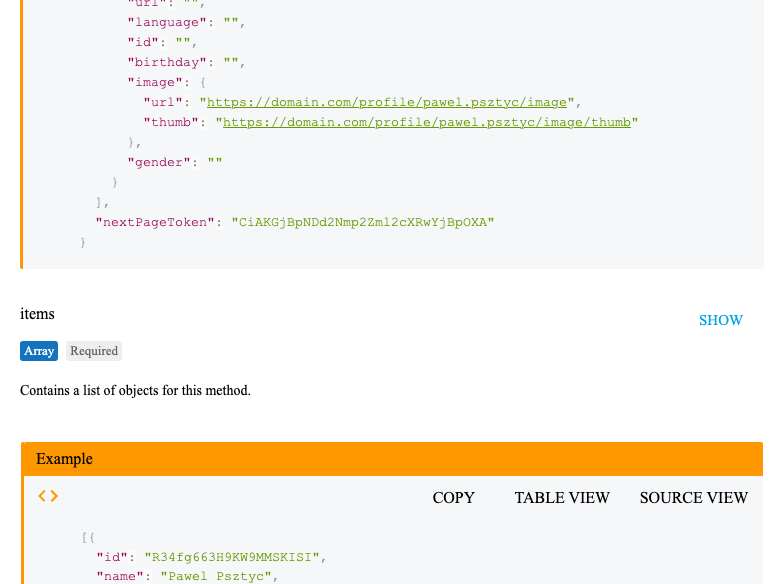 "url": "",
"language": "",
"id": "",
"birthday": "",
"image": {
"url": "https://domain.com/profile/pawel.psztyc/image",
"thumb": "https://domain.com/profile/pawel.psztyc/image/thumb"
},
"gender": ""
}
],
"nextPageToken": "CiAKGjBpNDd2Nmp2Zml2cXRwYjBpOXA"
}
items
SHOW
Array Required
Contains a list of objects for this method.
Example
<> COPY TABLE VIEW SOURCE VIEW
[{
"id": "R34fg663H9KW9MMSKISI",
"name": "Pawel Psztyc",